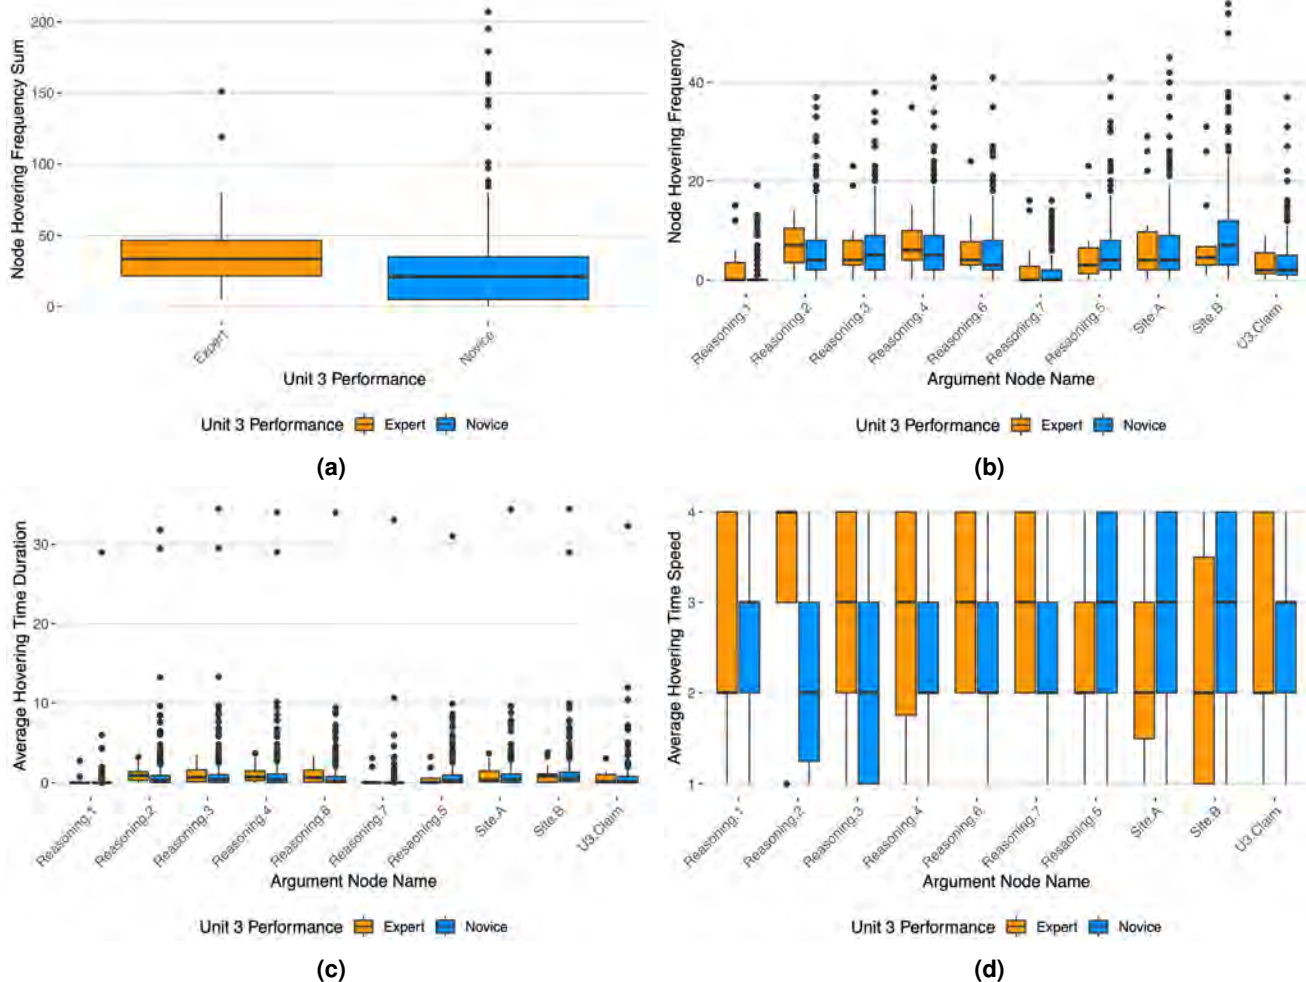 Node Hovering Frequency Sum
200
150
100
50
0
Expert
Novice
Unit 3 Performance
Unit 3 Performance Expert Novice
(a)
Node Hovering Frequency
40
20
0
Reasoning.1
Reasoning.2
Reasoning.3
Reasoning.4
Reasoning.6
Reasoning.7
Reasoning.5
Site.A
Site.B
U3.Claim
Argument Node Name
Unit 3 Performance Expert Novice
(b)
Average Hovering Time Duration
30
20
10
0
Reasoning.1
Reasoning.2
Reasoning.3
Reasoning.4
Reasoning.6
Reasoning.7
Reasoning.5
Site.A
Site.B
U3.Claim
Argument Node Name
Unit 3 Performance Expert Novice
(c)
Average Hovering Time Speed
4
3
2
1
Reasoning.1
Reasoning.2
Reasoning.3
Reasoning.4
Reasoning.6
Reasoning.7
Reasoning.5
Site.A
Site.B
U3.Claim
Argument Node Name
Unit 3 Performance Expert Novice
(d)